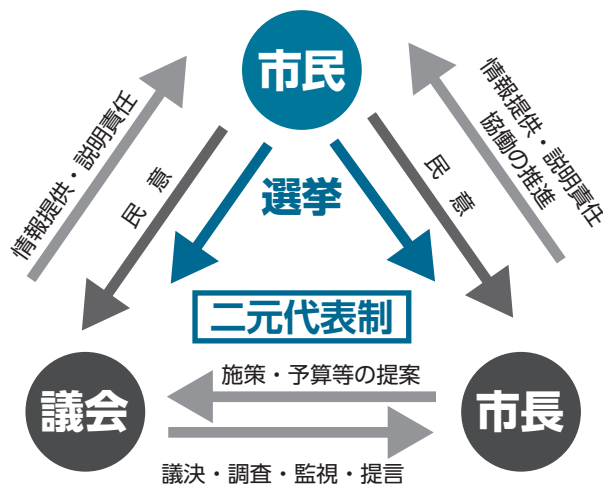 市民
情報提供・説明責任
民意
選挙
民意
情報提供・説明責任
協働の推進
二元代表制
議会
施策・予算等の提案
市長
議決・調査・監視・提言